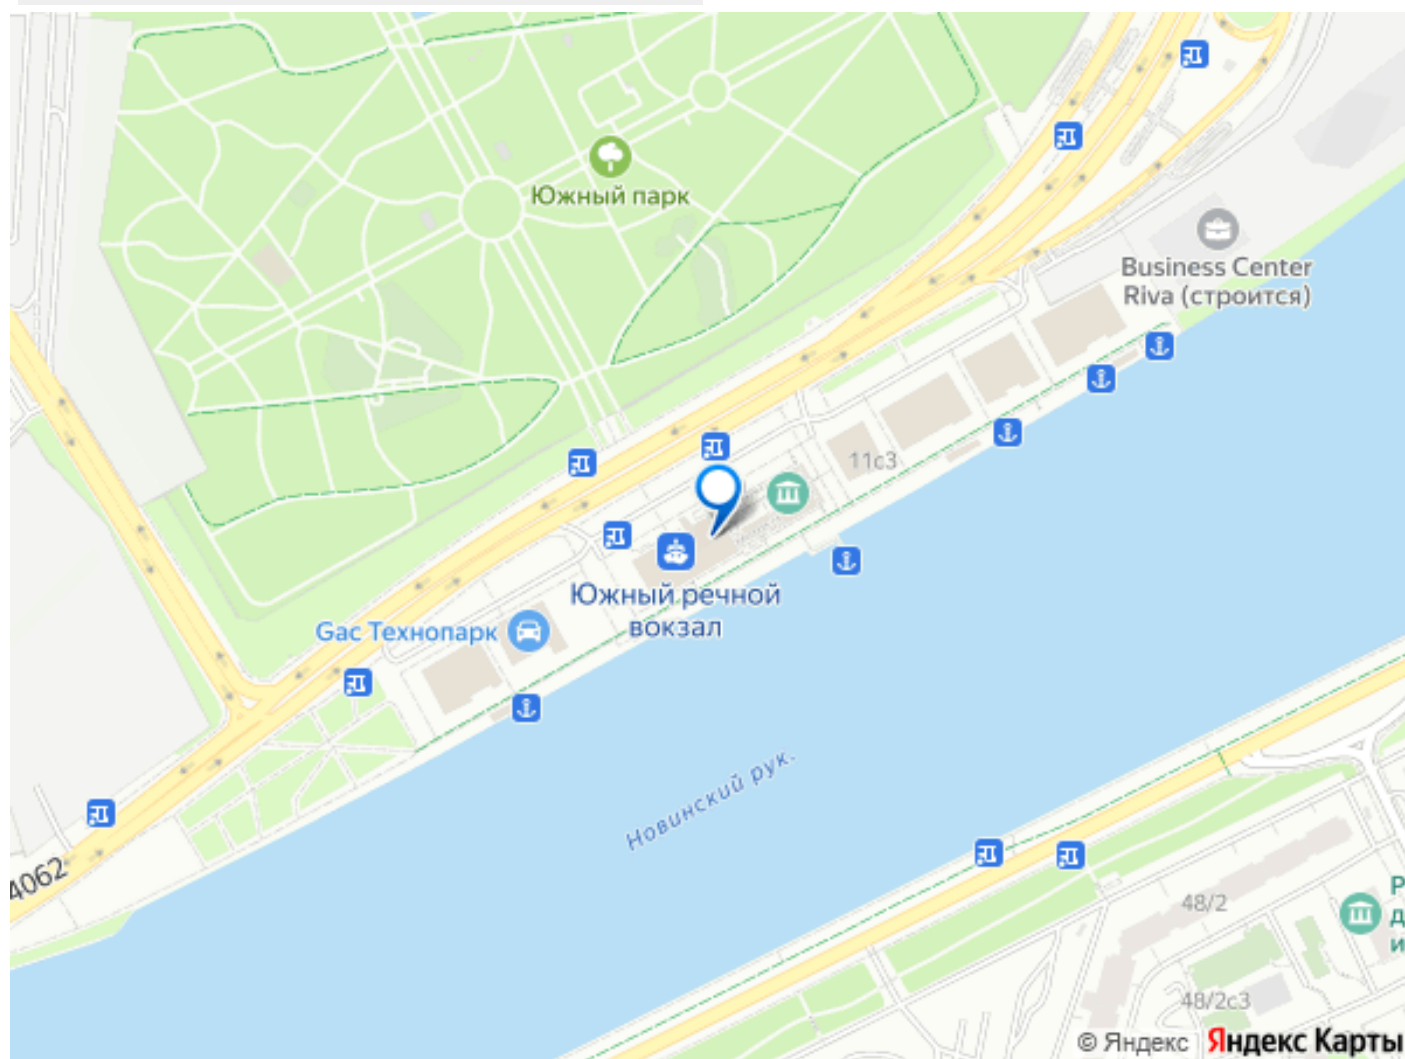 Южный парк
Business Center
Riva (строится)
11с3
Южный речной
вокзал
Gac Технопарк
Новинский рук.
4062
48/2
48/2с3
Р
д
и
© Яндекс
Яндекс Карты